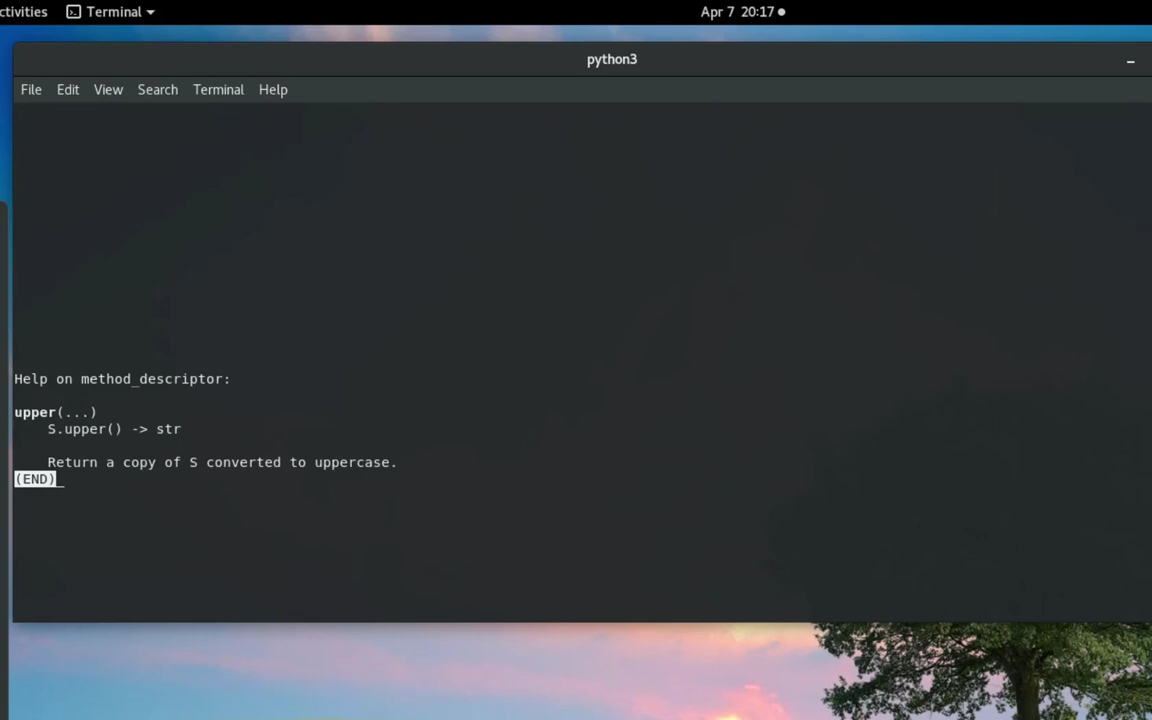 ctivities Terminal Apr 7 20:17
python3
File Edit View Search Terminal Help
Help on method_descriptor:
upper(...)
S.upper() -> str
Return a copy of S converted to uppercase.
(END)